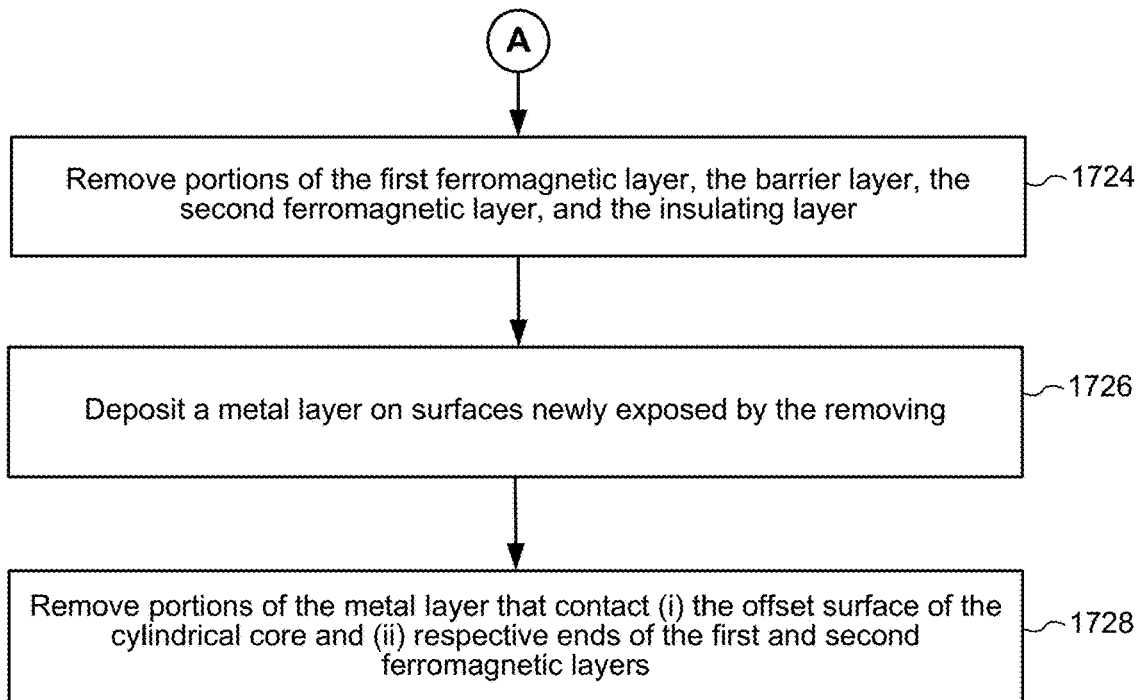 A
Remove portions of the first ferromagnetic layer, the barrier layer, the
second ferromagnetic layer, and the insulating layer
1724
Deposit a metal layer on surfaces newly exposed by the removing
1726
Remove portions of the metal layer that contact (i) the offset surface of the
cylindrical core and (ii) respective ends of the first and second
ferromagnetic layers
1728